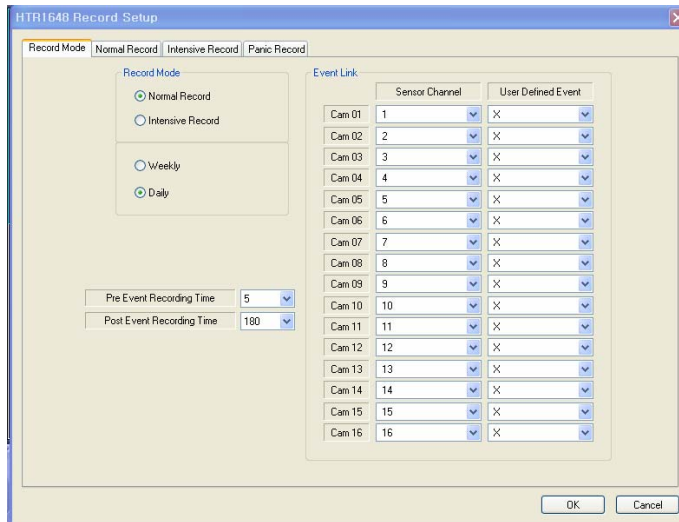 HTR1648 Record Setup
Record Mode Normal Record Intensive Record Panic Record
Record Mode
Normal Record
Intensive Record
Weekly
Daily
Pre Event Recording Time 5
Post Event Recording Time 180
Event Link
Sensor Channel User Defined Event
Cam 01 1 X
Cam 02 2 X
Cam 03 3 X
Cam 04 4 X
Cam 05 5 X
Cam 06 6 X
Cam 07 7 X
Cam 08 8 X
Cam 09 9 X
Cam 10 10 X
Cam 11 11 X
Cam 12 12 X
Cam 13 13 X
Cam 14 14 X
Cam 15 15 X
Cam 16 16 X
OK Cancel